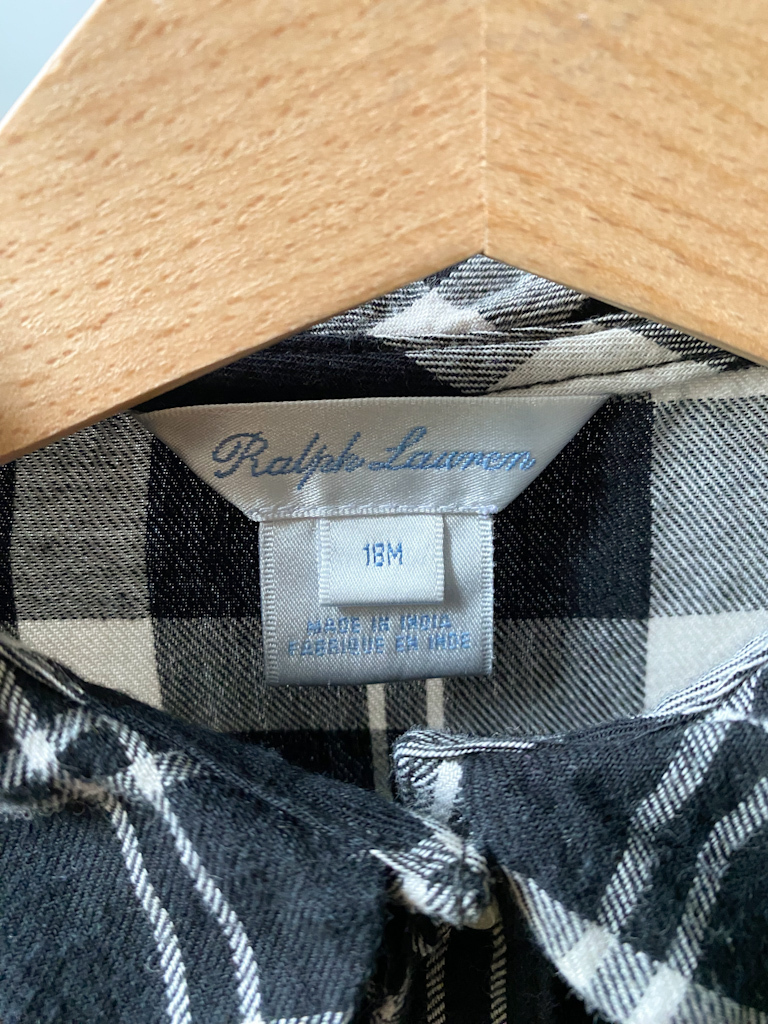 Ralph Lauren
18M
MADE IN INDIA
FABRIQUE EN INDE